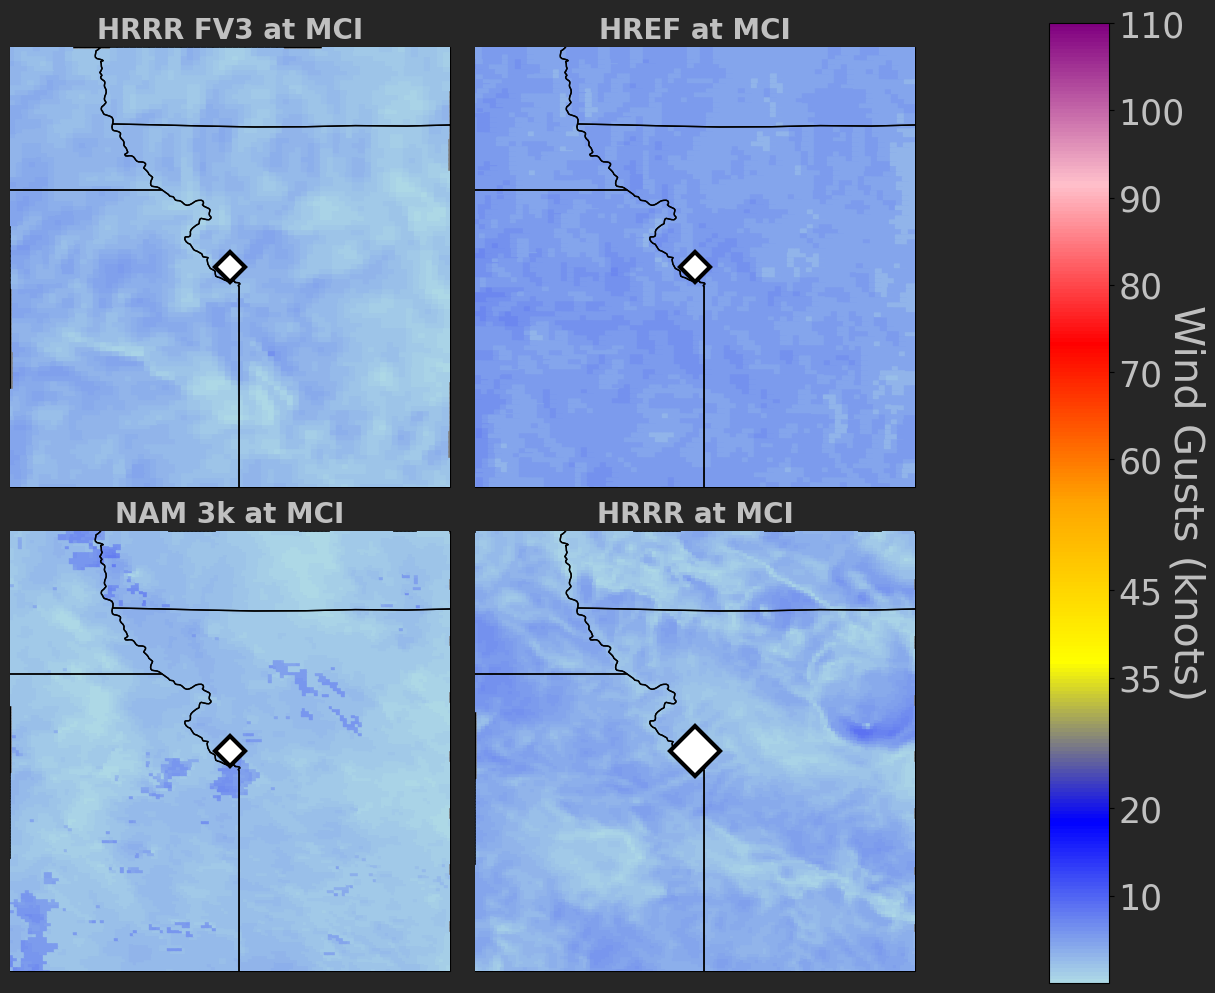 HRRR FV3 at MCI
HREF at MCI
NAM 3k at MCI
HRRR at MCI
110
100
90
80
70
60
45
35
20
10
Wind Gusts (knots)